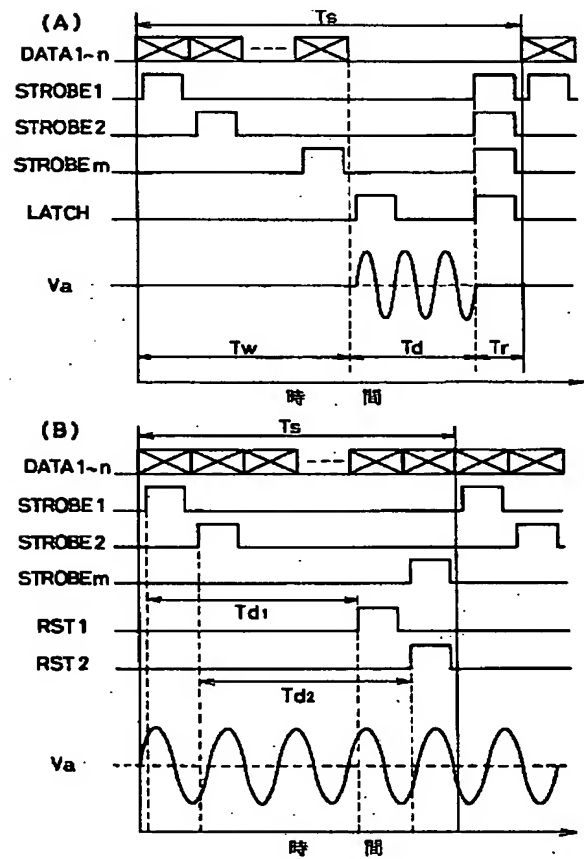 (A)
Ts
DATA1~n
STROBE1
STROBE2
STROBEm
LATCH
Va
Tw Td Tr
時 間
(B)
Ts
DATA1~n
STROBE1
STROBE2
STROBEm
Td1
RST1
RST2
Td2
Va
時 間